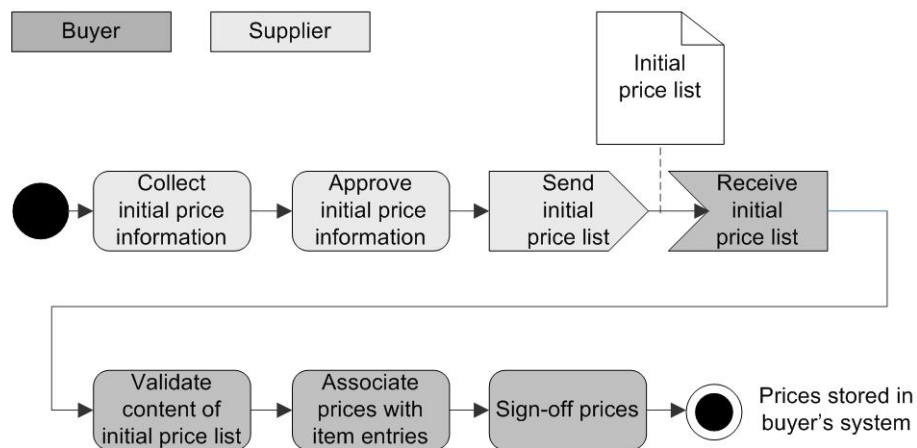 Buyer
Supplier
Initial
price list
Collect
initial price
information
Approve
initial price
information
Send
initial
price list
Receive
initial
price list
Validate
content of
initial price list
Associate
prices with
item entries
Sign-off prices
Prices stored in
buyer's system